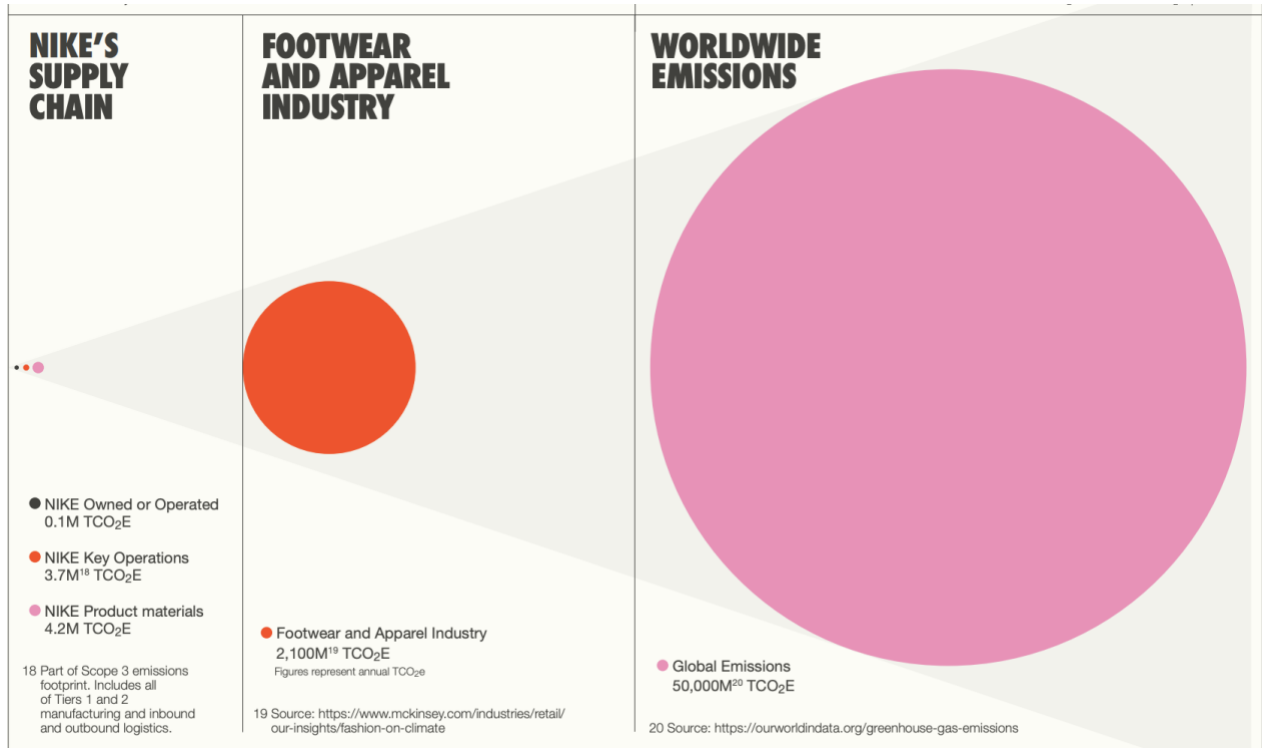 NIKE'S
SUPPLY
CHAIN
NIKE Owned or Operated
0.1M TCO₂E
NIKE Key Operations
3.7M¹⁸ TCO₂E
NIKE Product materials
4.2M TCO₂E
18 Part of Scope 3 emissions
footprint. Includes all
of Tiers 1 and 2
manufacturing and inbound
and outbound logistics.
FOOTWEAR
AND APPAREL
INDUSTRY
Footwear and Apparel Industry
2,100M¹⁹ TCO₂E
Figures represent annual TCO₂e
19 Source: https://www.mckinsey.com/industries/retail/
our-insights/fashion-on-climate
WORLDWIDE
EMISSIONS
Global Emissions
50,000M²⁰ TCO₂E
20 Source: https://ourworldindata.org/greenhouse-gas-emissions